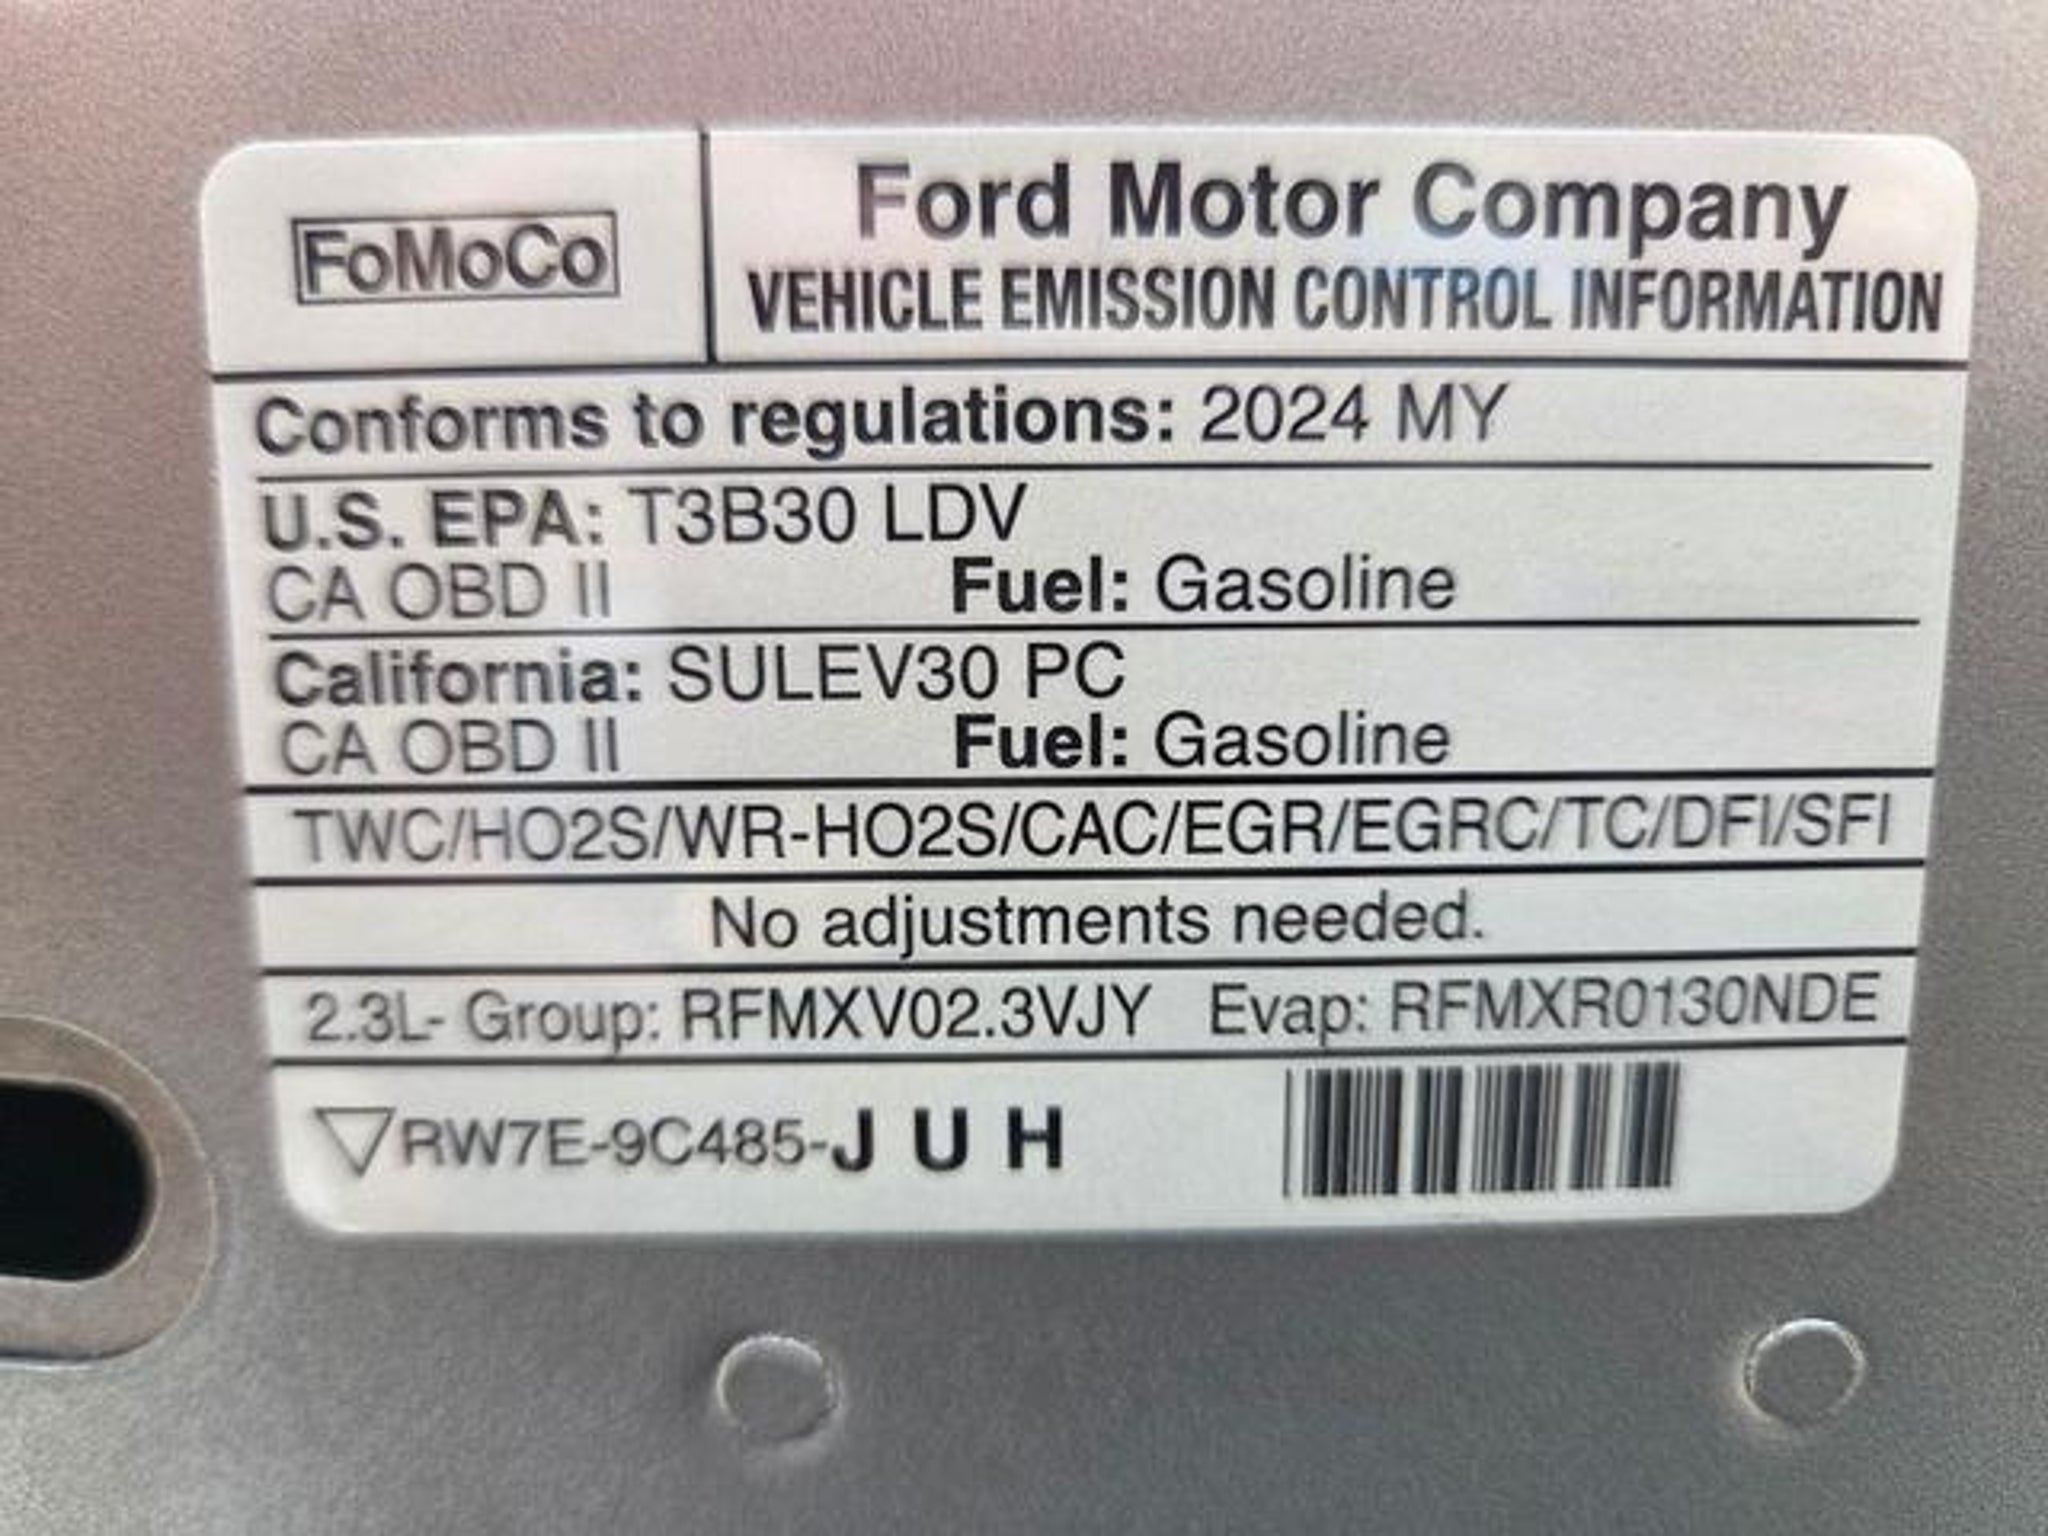 FoMoCo
Ford Motor Company
VEHICLE EMISSION CONTROL INFORMATION
Conforms to regulations: 2024 MY
U.S. EPA: T3B30 LDV
CA OBD II Fuel: Gasoline
California: SULEV30 PC
CA OBD II Fuel: Gasoline
TWC/HO2S/WR-HO2S/CAC/EGR/EGRC/TC/DFI/SFI
No adjustments needed.
2.3L- Group: RFMXV02.3VJY Evap: RFMXR0130NDE
RW7E-9C485-J U H